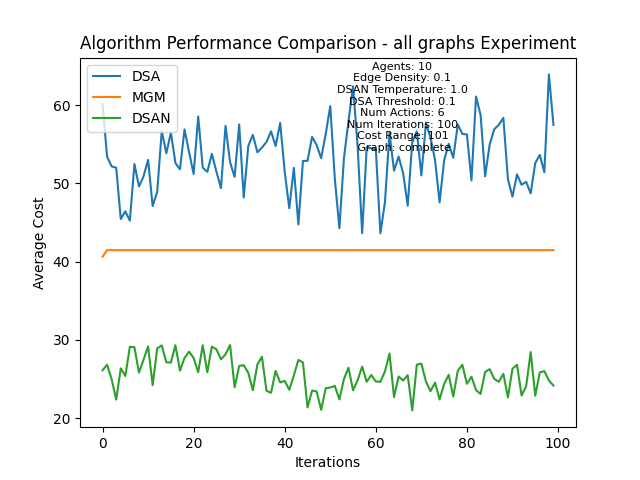 Algorithm Performance Comparison - all graphs Experiment
DSA
MGM
DSAN
Agents: 10
Edge Density: 0.1
DSAN Temperature: 1.0
DSA Threshold: 0.1
Num Actions: 6
Num Iterations: 100
Cost Range: 101
Graph: complete
Average Cost
60
50
40
30
20
0
20
40
60
80
100
Iterations